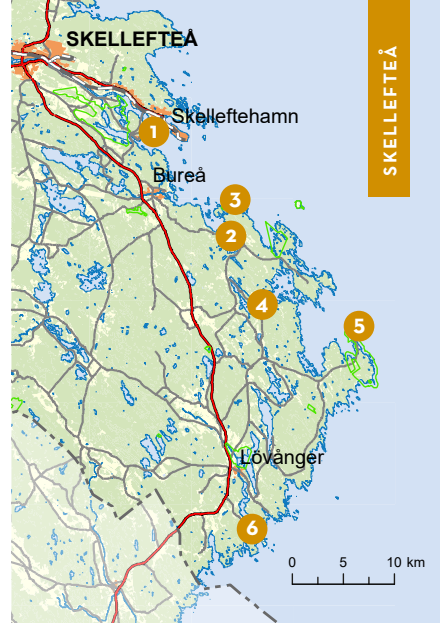 SKELLEFTEÅ
SKELLEFTEÅ
Skelleftehamn
1
Bureå
3
2
4
5
Lövånger
6
0 5 10 km